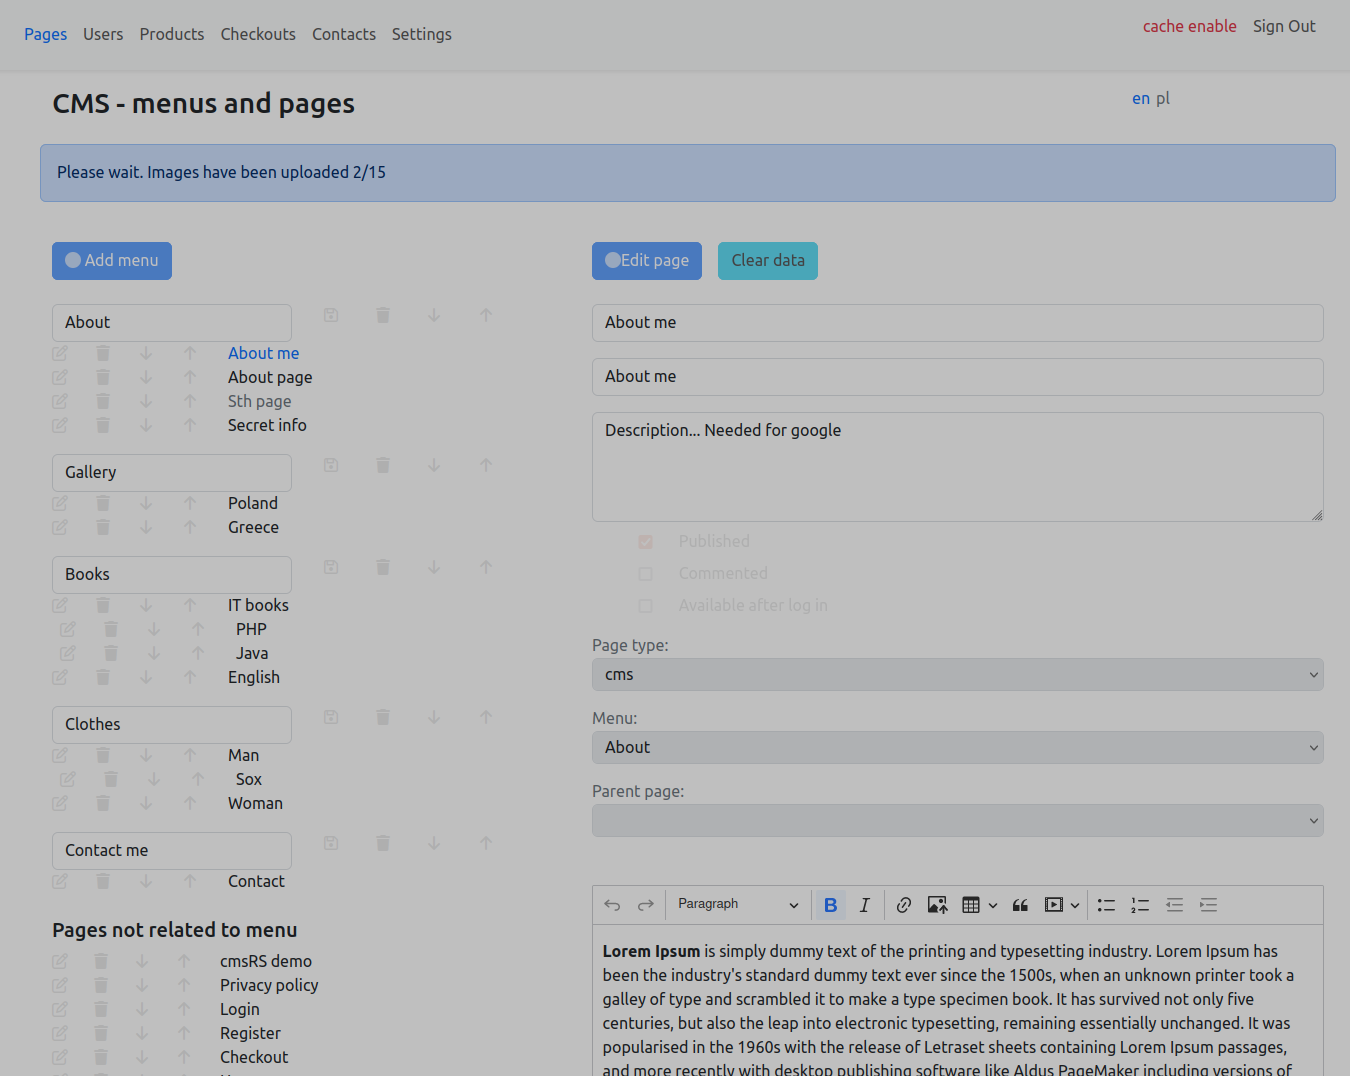 Pages Users Products Checkouts Contacts Settings cache enable Sign Out
CMS - menus and pages en pl
Please wait. Images have been uploaded 2/15
Add menu
About
About me
About page
Sth page
Secret info
Gallery
Poland
Greece
Books
IT books
PHP
Java
English
Clothes
Man
Sox
Woman
Contact me
Contact
Pages not related to menu
cmsRS demo
Privacy policy
Login
Register
Checkout
Edit page Clear data
About me
About me
Description... Needed for google
Published
Commented
Available after log in
Page type:
cms
Menu:
About
Parent page:
Paragraph B I
Lorem Ipsum is simply dummy text of the printing and typesetting industry. Lorem Ipsum has
been the industry's standard dummy text ever since the 1500s, when an unknown printer took a
galley of type and scrambled it to make a type specimen book. It has survived not only five
centuries, but also the leap into electronic typesetting, remaining essentially unchanged. It was
popularised in the 1960s with the release of Letraset sheets containing Lorem Ipsum passages,
and more recently with desktop publishing software like Aldus PageMaker including versions of